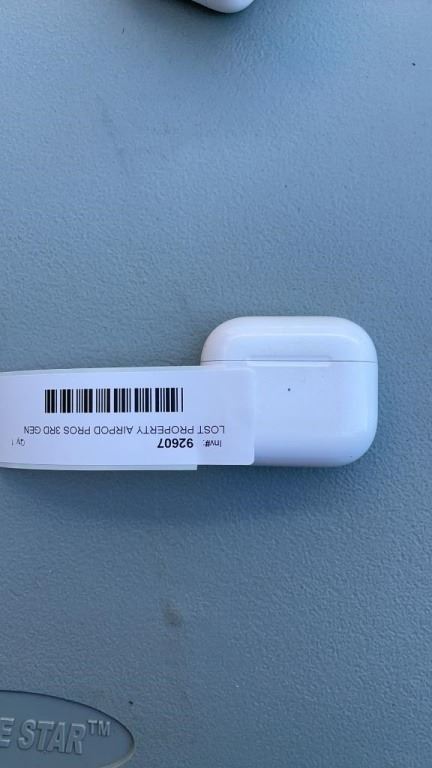 Inv#: 92607
LOST PROPERTY AIRPOD PROS 3RD GEN
Qty 1
E STAR™